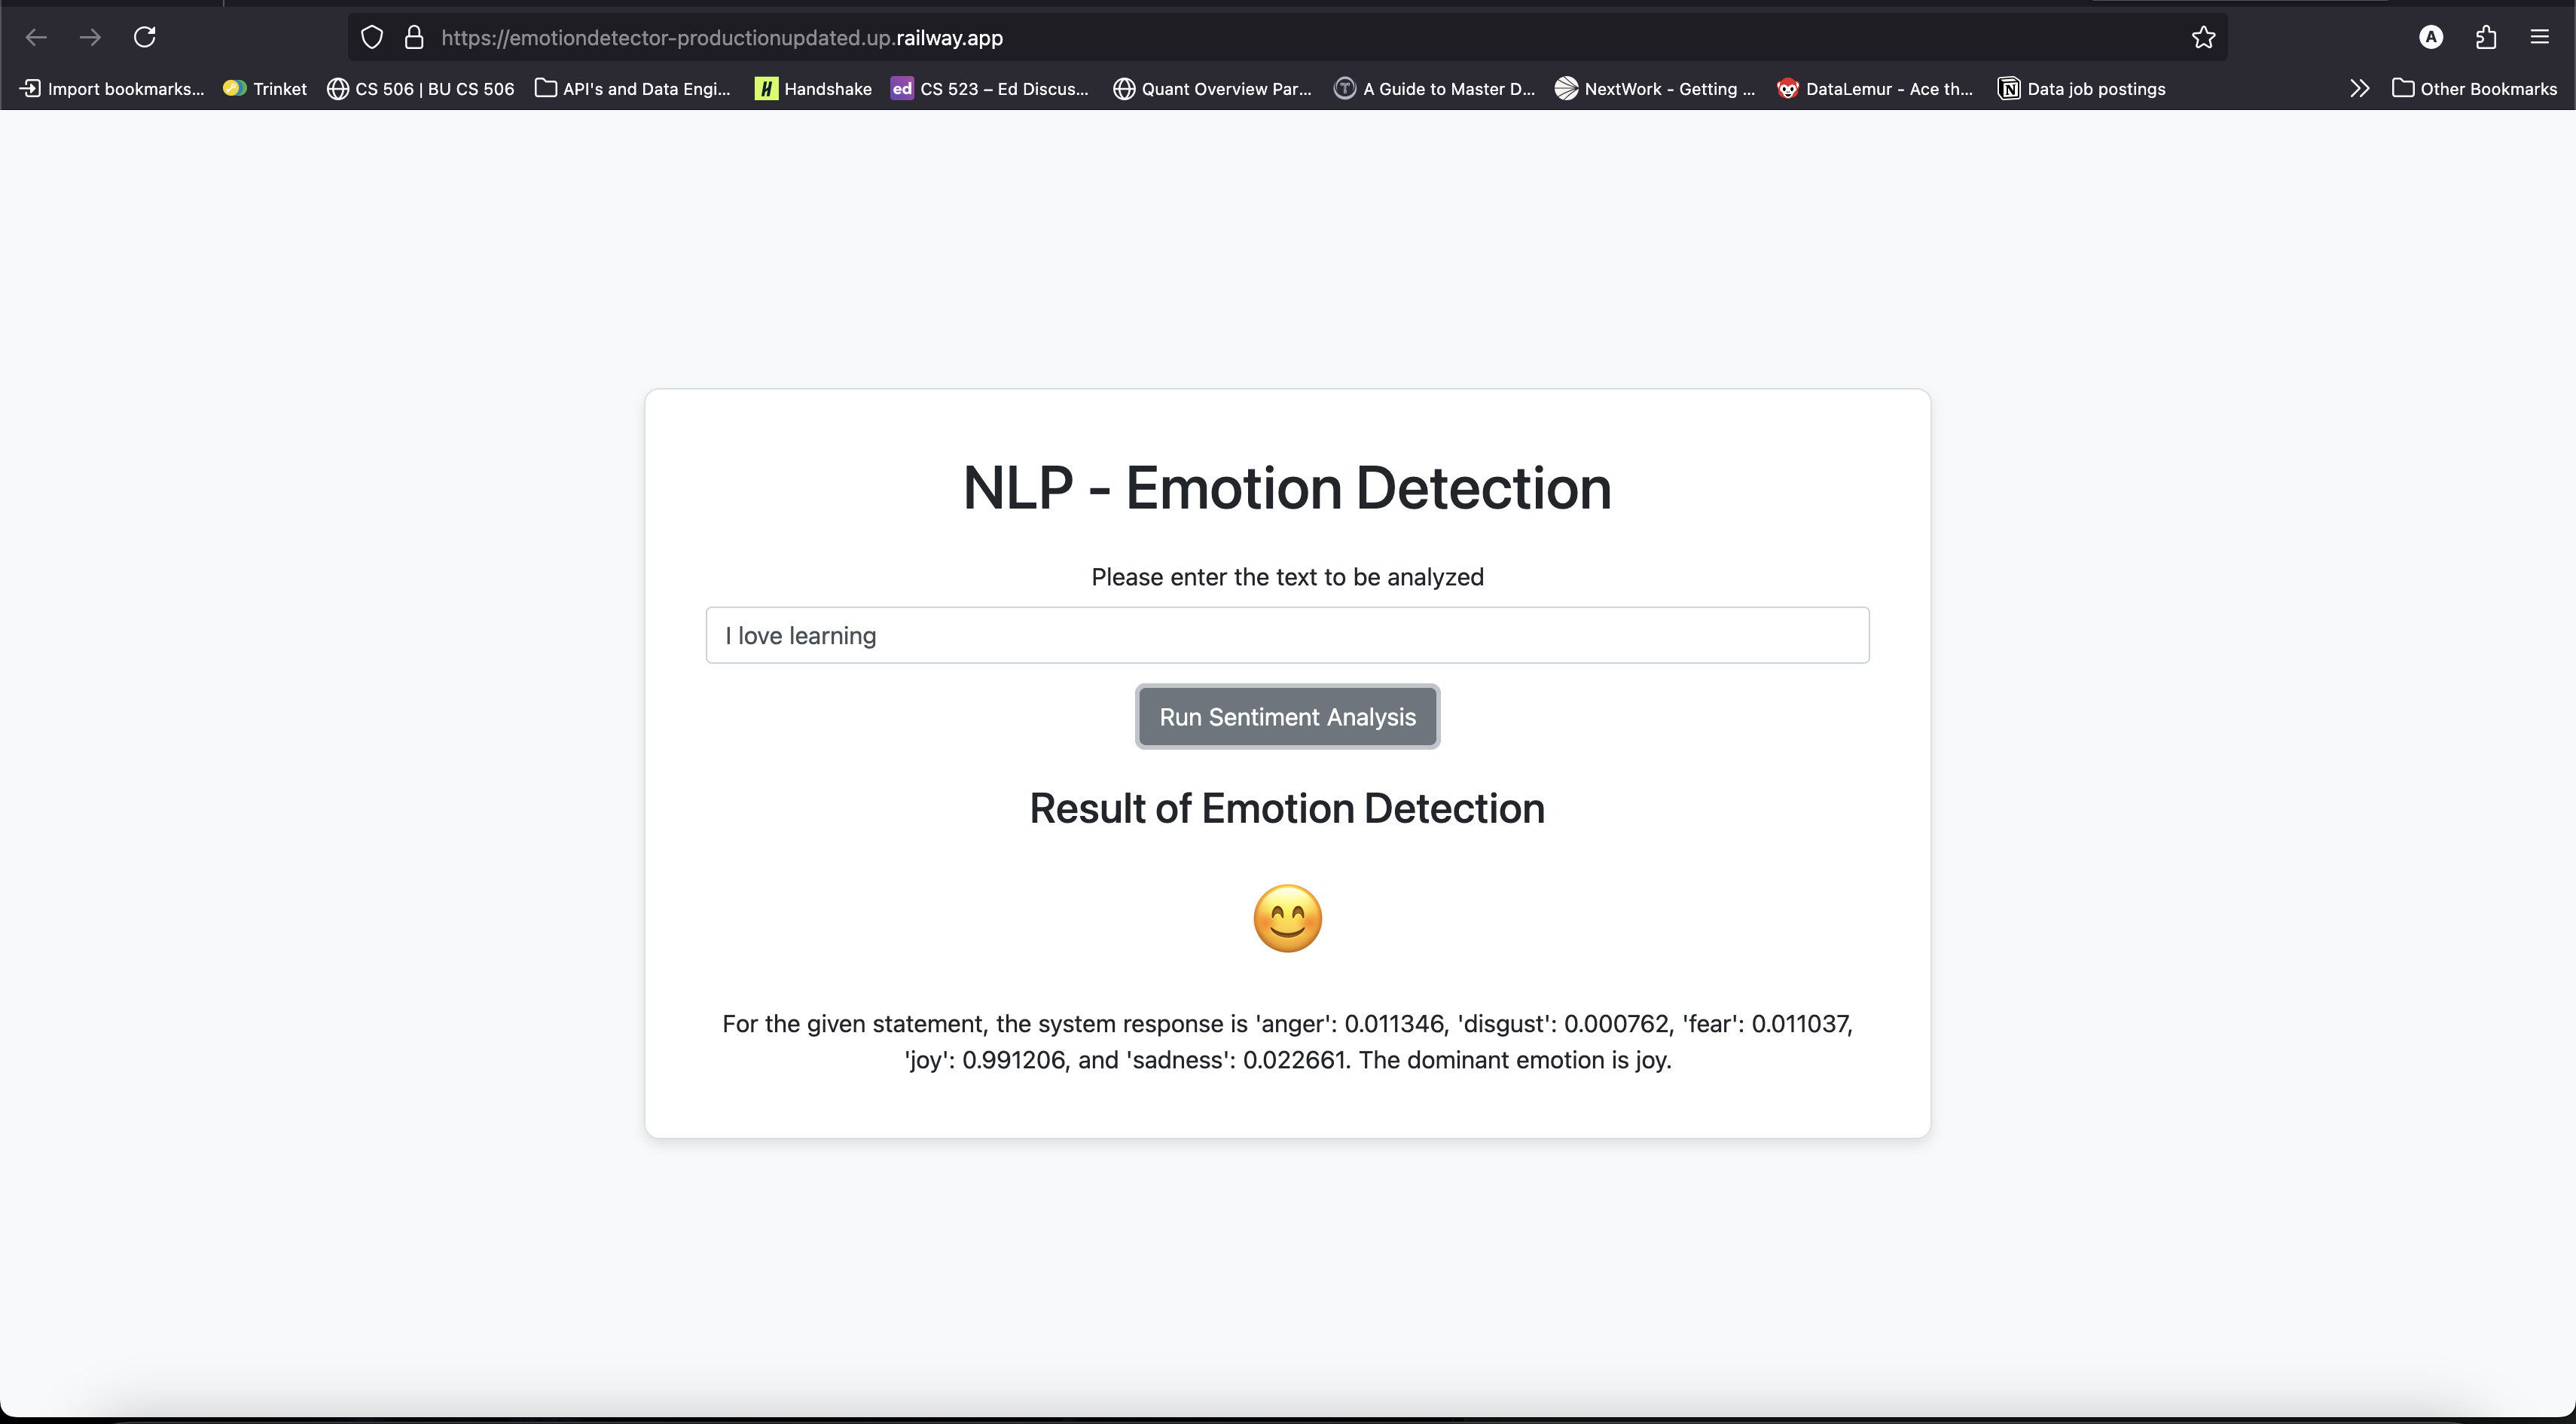 https://emotiondetector-productionupdated.up.railway.app
A
Import bookmarks...
Trinket
CS 506 | BU CS 506
API's and Data Engi...
H
Handshake
ed
CS 523 – Ed Discus...
Quant Overview Par...
T
A Guide to Master D...
NextWork - Getting ...
DataLemur - Ace th...
N
Data job postings
Other Bookmarks
NLP - Emotion Detection
Please enter the text to be analyzed
I love learning
Run Sentiment Analysis
Result of Emotion Detection
For the given statement, the system response is 'anger': 0.011346, 'disgust': 0.000762, 'fear': 0.011037,
'joy': 0.991206, and 'sadness': 0.022661. The dominant emotion is joy.